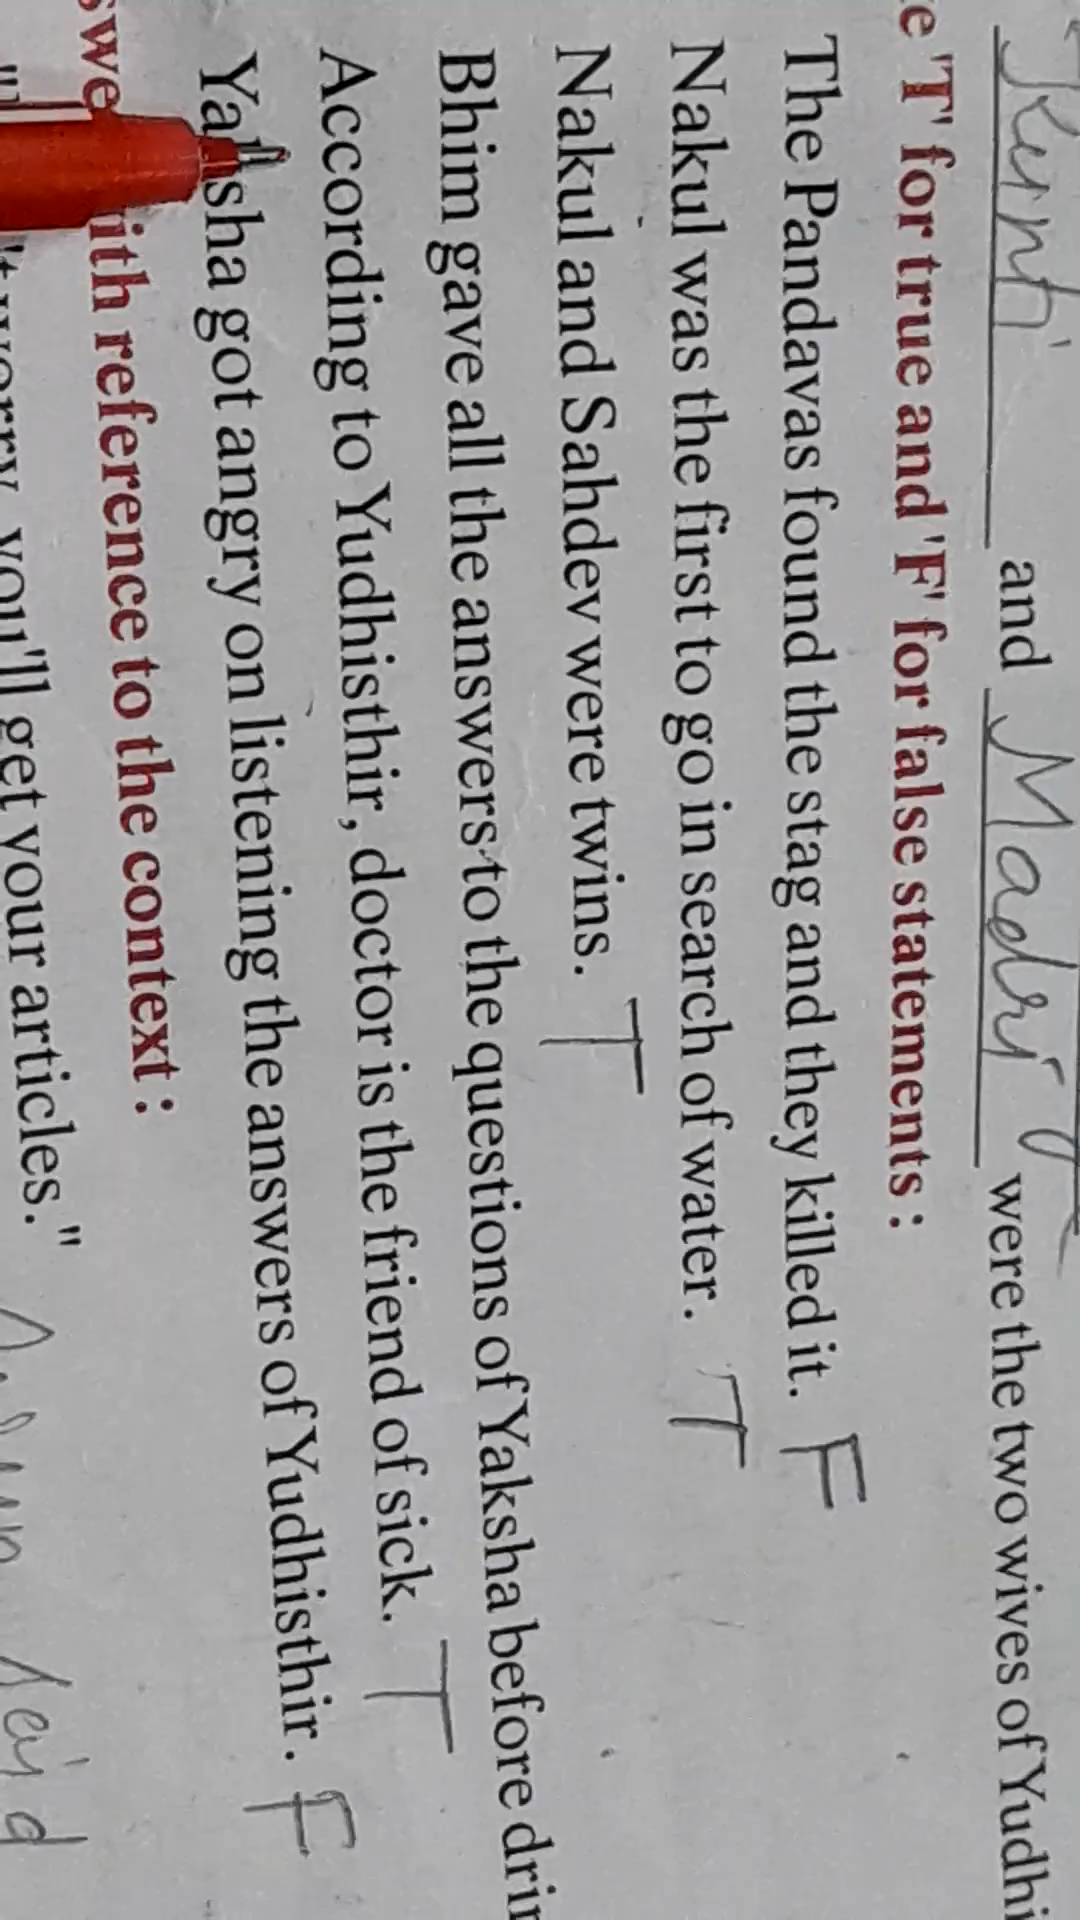 Kunti and Madri were the two wives of Yudhi
e 'T' for true and 'F' for false statements :
The Pandavas found the stag and they killed it. F
Nakul was the first to go in search of water. T
Nakul and Sahdev were twins. T
Bhim gave all the answers to the questions of Yaksha before drin
According to Yudhisthir, doctor is the friend of sick. T
Yaksha got angry on listening the answers of Yudhisthir. F
swe ith reference to the context :
worry, you'll get your articles."